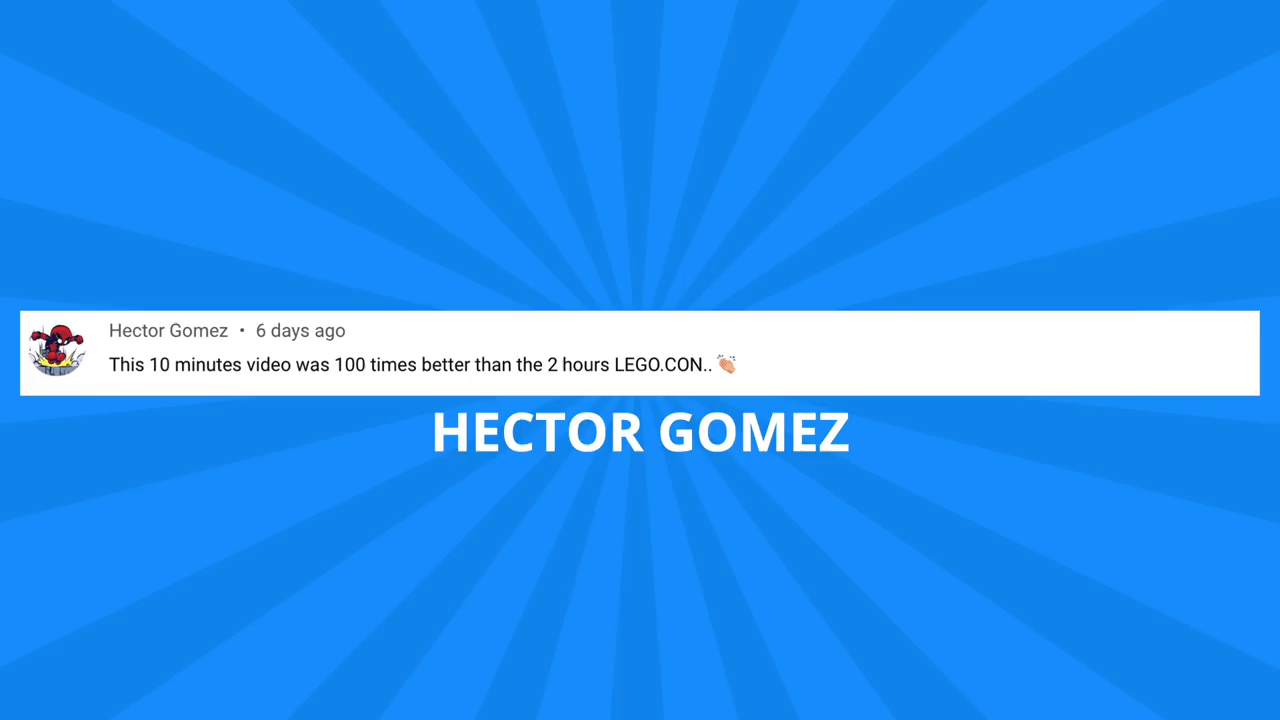 Hector Gomez • 6 days ago
This 10 minutes video was 100 times better than the 2 hours LEGO.CON.. 👏🏼
HECTOR GOMEZ